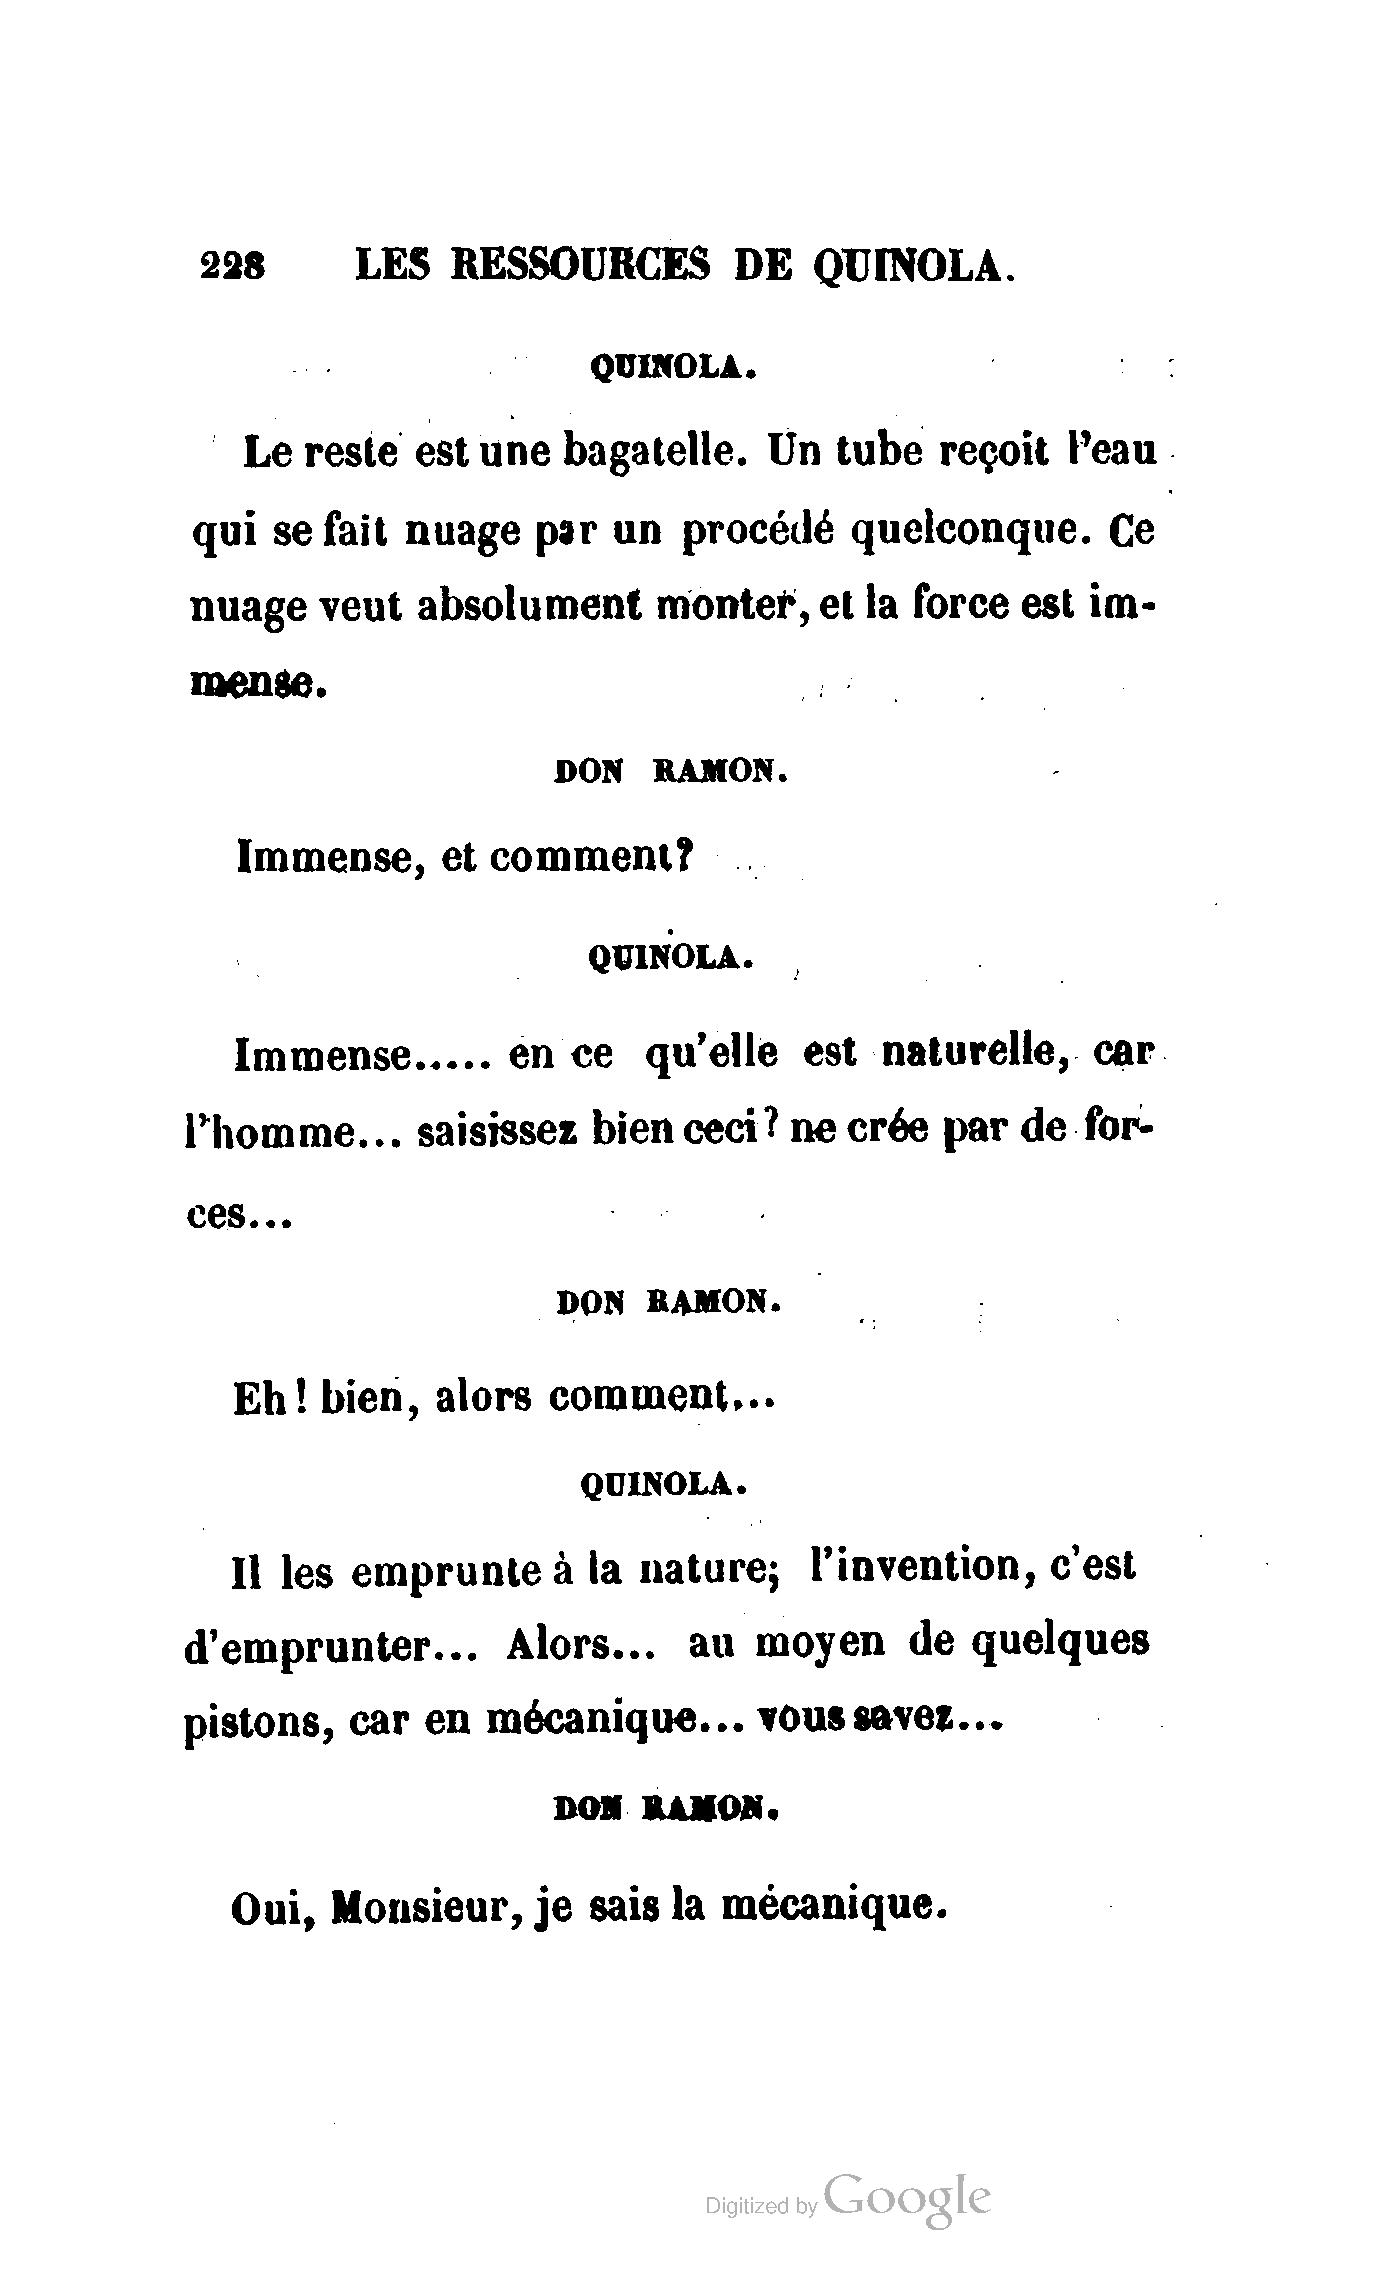 228 LES RESSOURCES DE QUINOLA.
QUINOLA.
Le reste est une bagatelle. Un tube reçoit l'eau
qui se fait nuage par un procédé quelconque. Ce
nuage veut absolument monter, et la force est im-
mense.
DON RAMON.
Immense, et comment?
QUINOLA.
Immense..... en ce qu'elle est naturelle, car
l'homme... saisissez bien ceci? ne crée par de for-
ces...
DON RAMON.
Eh! bien, alors comment...
QUINOLA.
Il les emprunte à la nature; l'invention, c'est
d'emprunter... Alors... au moyen de quelques
pistons, car en mécanique... vous savez...
DON RAMON.
Oui, Monsieur, je sais la mécanique.
Digitized by Google